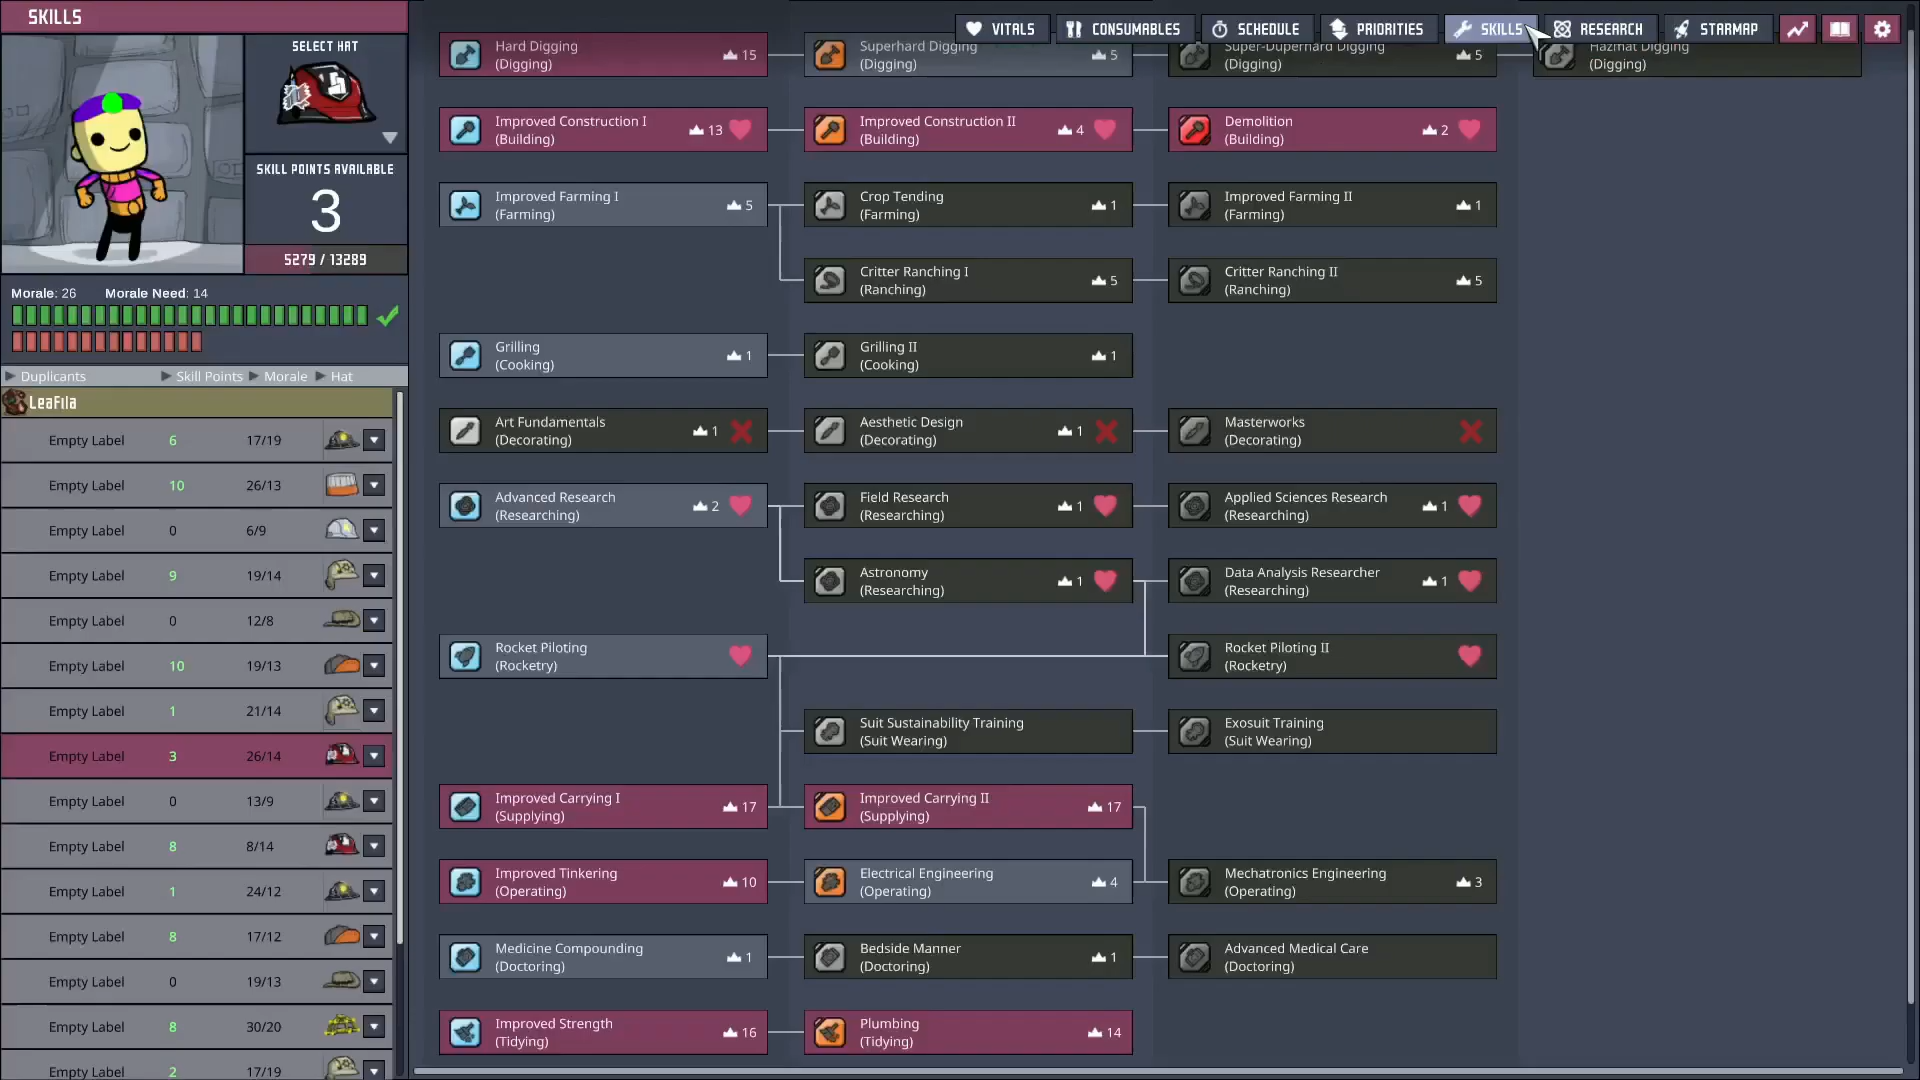 SKILLS
VITALS
CONSUMABLES
SCHEDULE
PRIORITIES
SKILLS
RESEARCH
STARMAP
SELECT HAT
SKILL POINTS AVAILABLE
3
5279 / 13289
Morale: 26 Morale Need: 14
Duplicants Skill Points Morale Hat
LeaFila
Empty Label 6 17/19
Empty Label 10 26/13
Empty Label 0 6/9
Empty Label 9 19/14
Empty Label 0 12/8
Empty Label 10 19/13
Empty Label 1 21/14
Empty Label 3 26/14
Empty Label 0 13/9
Empty Label 8 8/14
Empty Label 1 24/12
Empty Label 8 17/12
Empty Label 0 19/13
Empty Label 8 30/20
Empty Label 2 17/19
Hard Digging
(Digging)
15
Superhard Digging
(Digging)
5
Super-Duperhard Digging
(Digging)
5
Hazmat Digging
(Digging)
Improved Construction I
(Building)
13
Improved Construction II
(Building)
4
Demolition
(Building)
2
Improved Farming I
(Farming)
5
Crop Tending
(Farming)
1
Improved Farming II
(Farming)
1
Critter Ranching I
(Ranching)
5
Critter Ranching II
(Ranching)
5
Grilling
(Cooking)
1
Grilling II
(Cooking)
1
Art Fundamentals
(Decorating)
1
Aesthetic Design
(Decorating)
1
Masterworks
(Decorating)
Advanced Research
(Researching)
2
Field Research
(Researching)
1
Applied Sciences Research
(Researching)
1
Astronomy
(Researching)
1
Data Analysis Researcher
(Researching)
1
Rocket Piloting
(Rocketry)
Rocket Piloting II
(Rocketry)
Suit Sustainability Training
(Suit Wearing)
Exosuit Training
(Suit Wearing)
Improved Carrying I
(Supplying)
17
Improved Carrying II
(Supplying)
17
Improved Tinkering
(Operating)
10
Electrical Engineering
(Operating)
4
Mechatronics Engineering
(Operating)
3
Medicine Compounding
(Doctoring)
1
Bedside Manner
(Doctoring)
1
Advanced Medical Care
(Doctoring)
Improved Strength
(Tidying)
16
Plumbing
(Tidying)
14